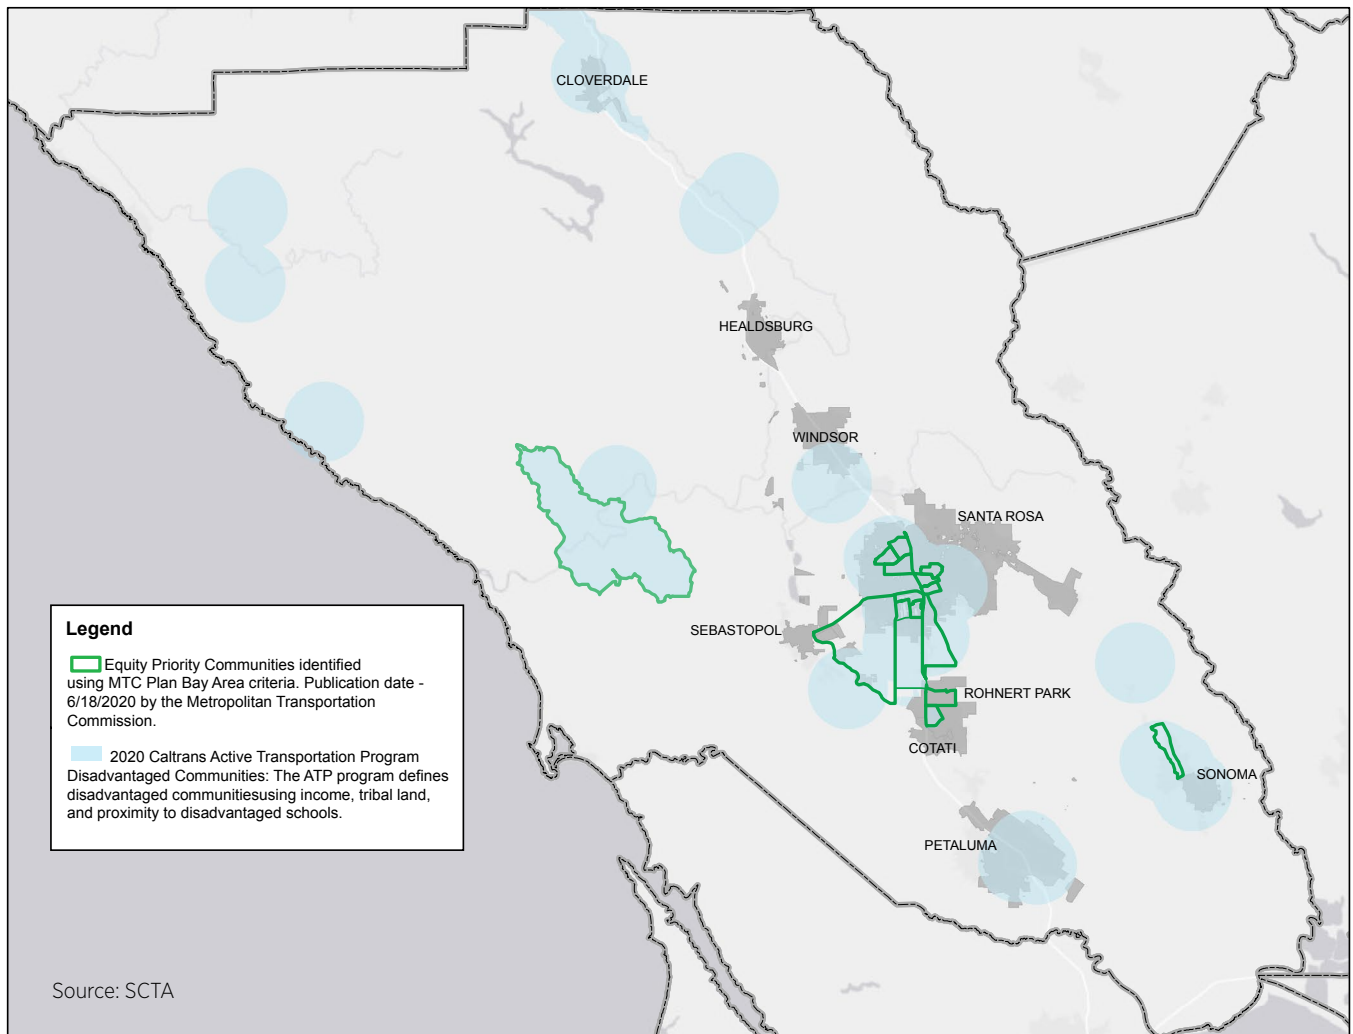 CLOVERDALE
HEALDSBURG
WINDSOR
SANTA ROSA
SEBASTOPOL
ROHNERT PARK
COTATI
SONOMA
PETALUMA
Legend
Equity Priority Communities identified
using MTC Plan Bay Area criteria. Publication date -
6/18/2020 by the Metropolitan Transportation
Commission.
2020 Caltrans Active Transportation Program
Disadvantaged Communities: The ATP program defines
disadvantaged communitiesusing income, tribal land,
and proximity to disadvantaged schools.
Source: SCTA